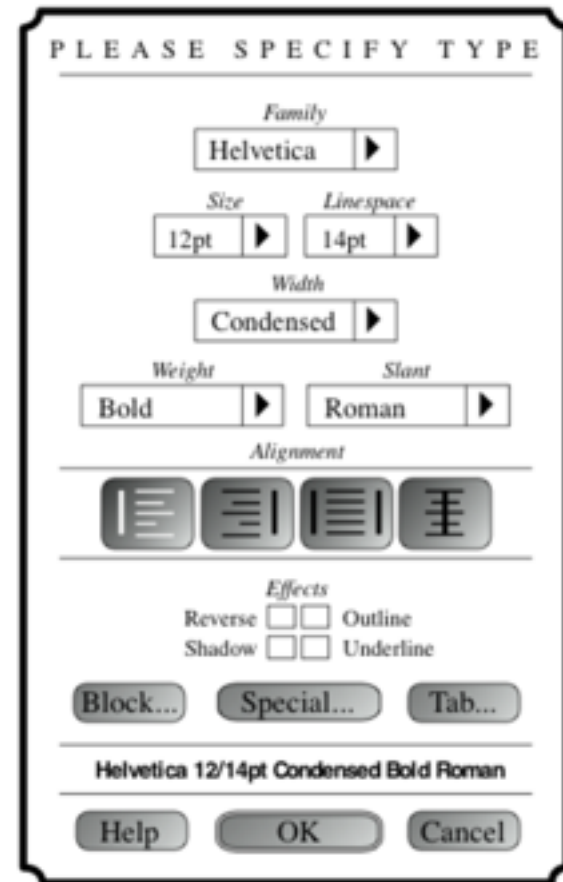 PLEASE SPECIFY TYPE
Family
Helvetica
Size Linespace
12pt 14pt
Width
Condensed
Weight Slant
Bold Roman
Alignment
Effects
Reverse Outline
Shadow Underline
Block... Special... Tab...
Helvetica 12/14pt Condensed Bold Roman
Help OK Cancel